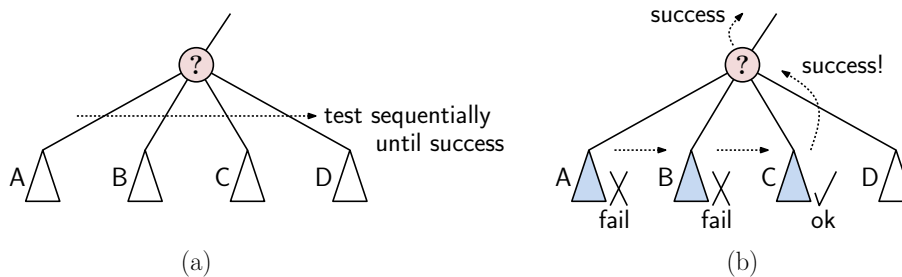 ?
test sequentially
until success
A B C D
(a)
success
?
success!
A B C D
fail fail ok
(b)